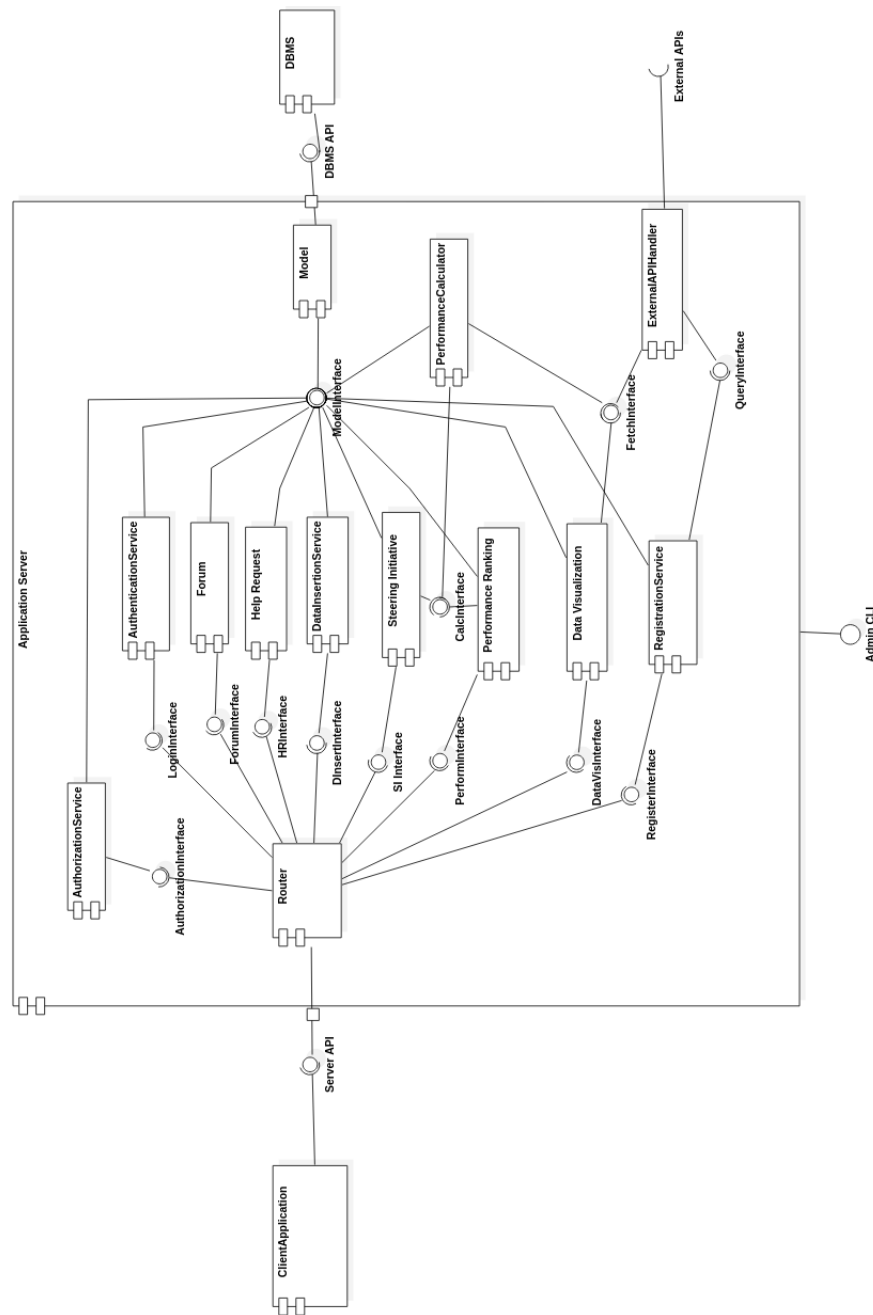 Application Server
ClientApplication
Server API
Router
AuthorizationService
AuthorizationInterface
LoginInterface
ForumInterface
HRInterface
DInsertInterface
SI Interface
PerformInterface
DataVisInterface
RegisterInterface
AuthenticationService
Forum
Help Request
DataInsertionService
Steering Initiative
CalcInterface
Performance Ranking
Data Visualization
RegistrationService
ModelInterface
FetchInterface
QueryInterface
Model
PerformanceCalculator
ExternalAPIHandler
DBMS API
DBMS
External APIs
Admin CLI